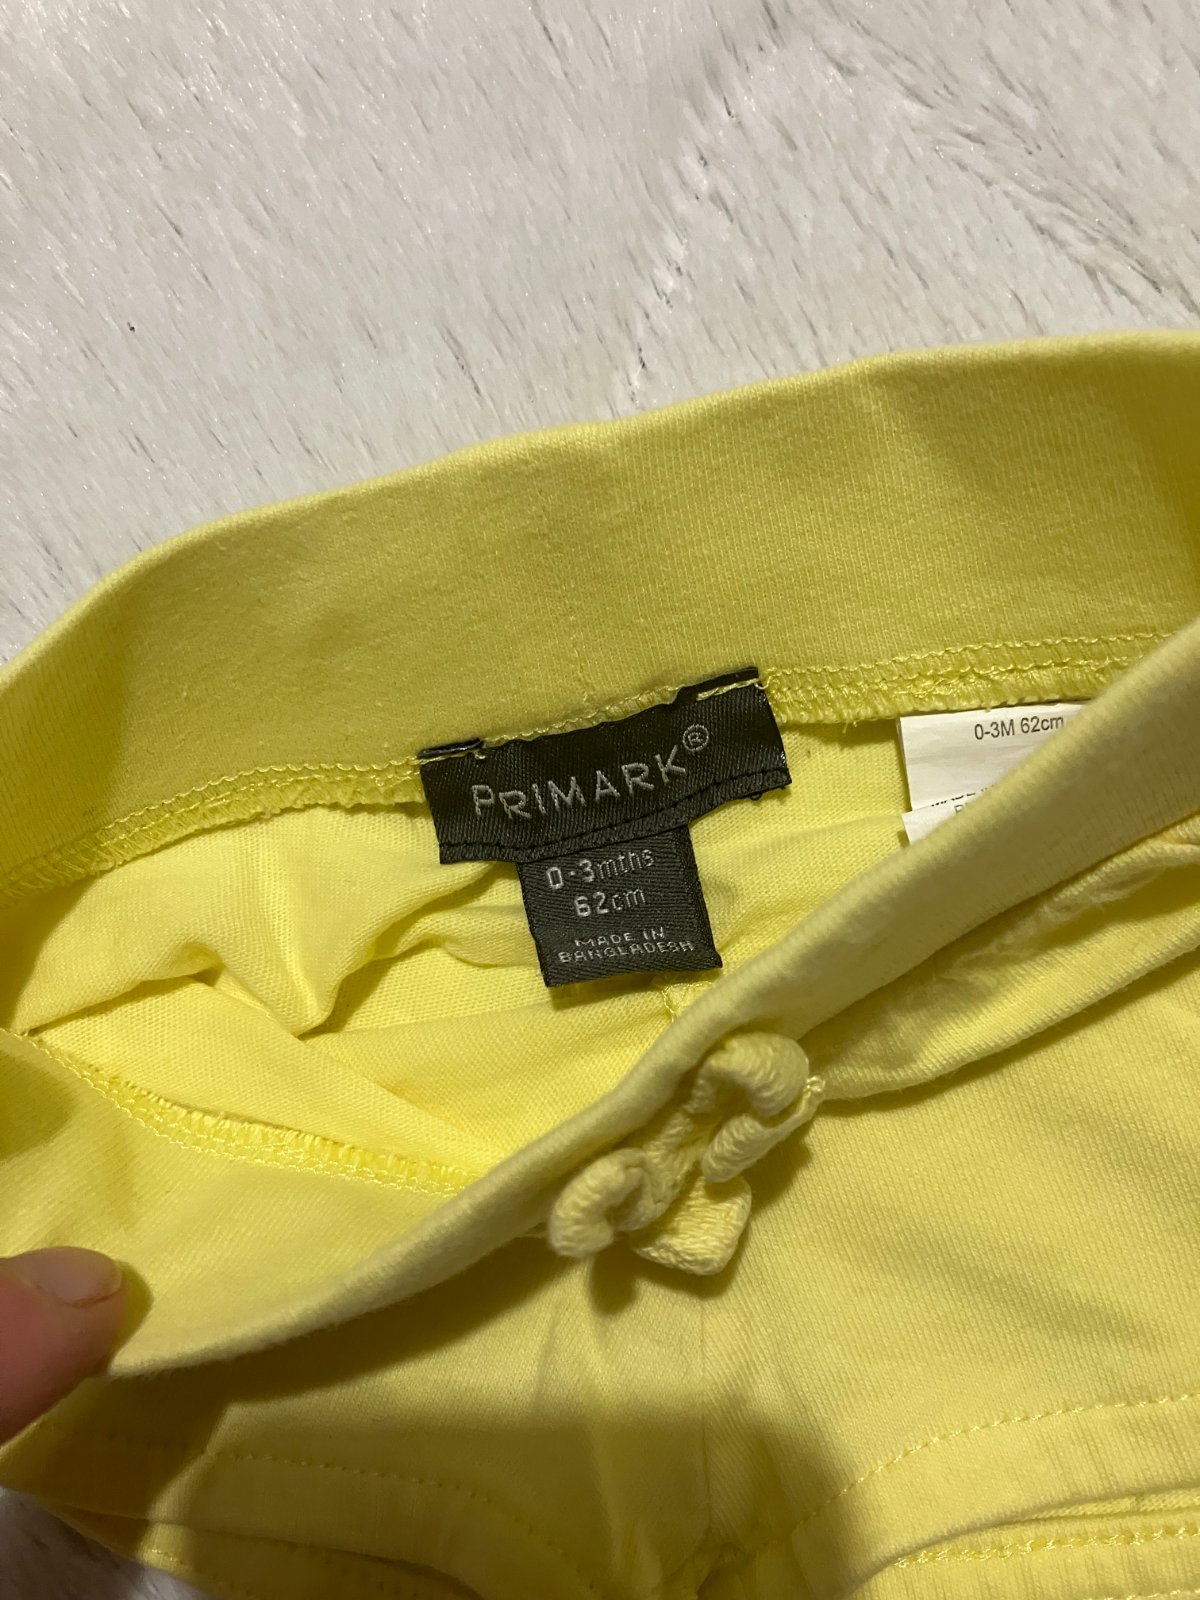 PRIMARK®
0-3mths
62cm
MADE IN
BANGLADESH
0-3M 62cm